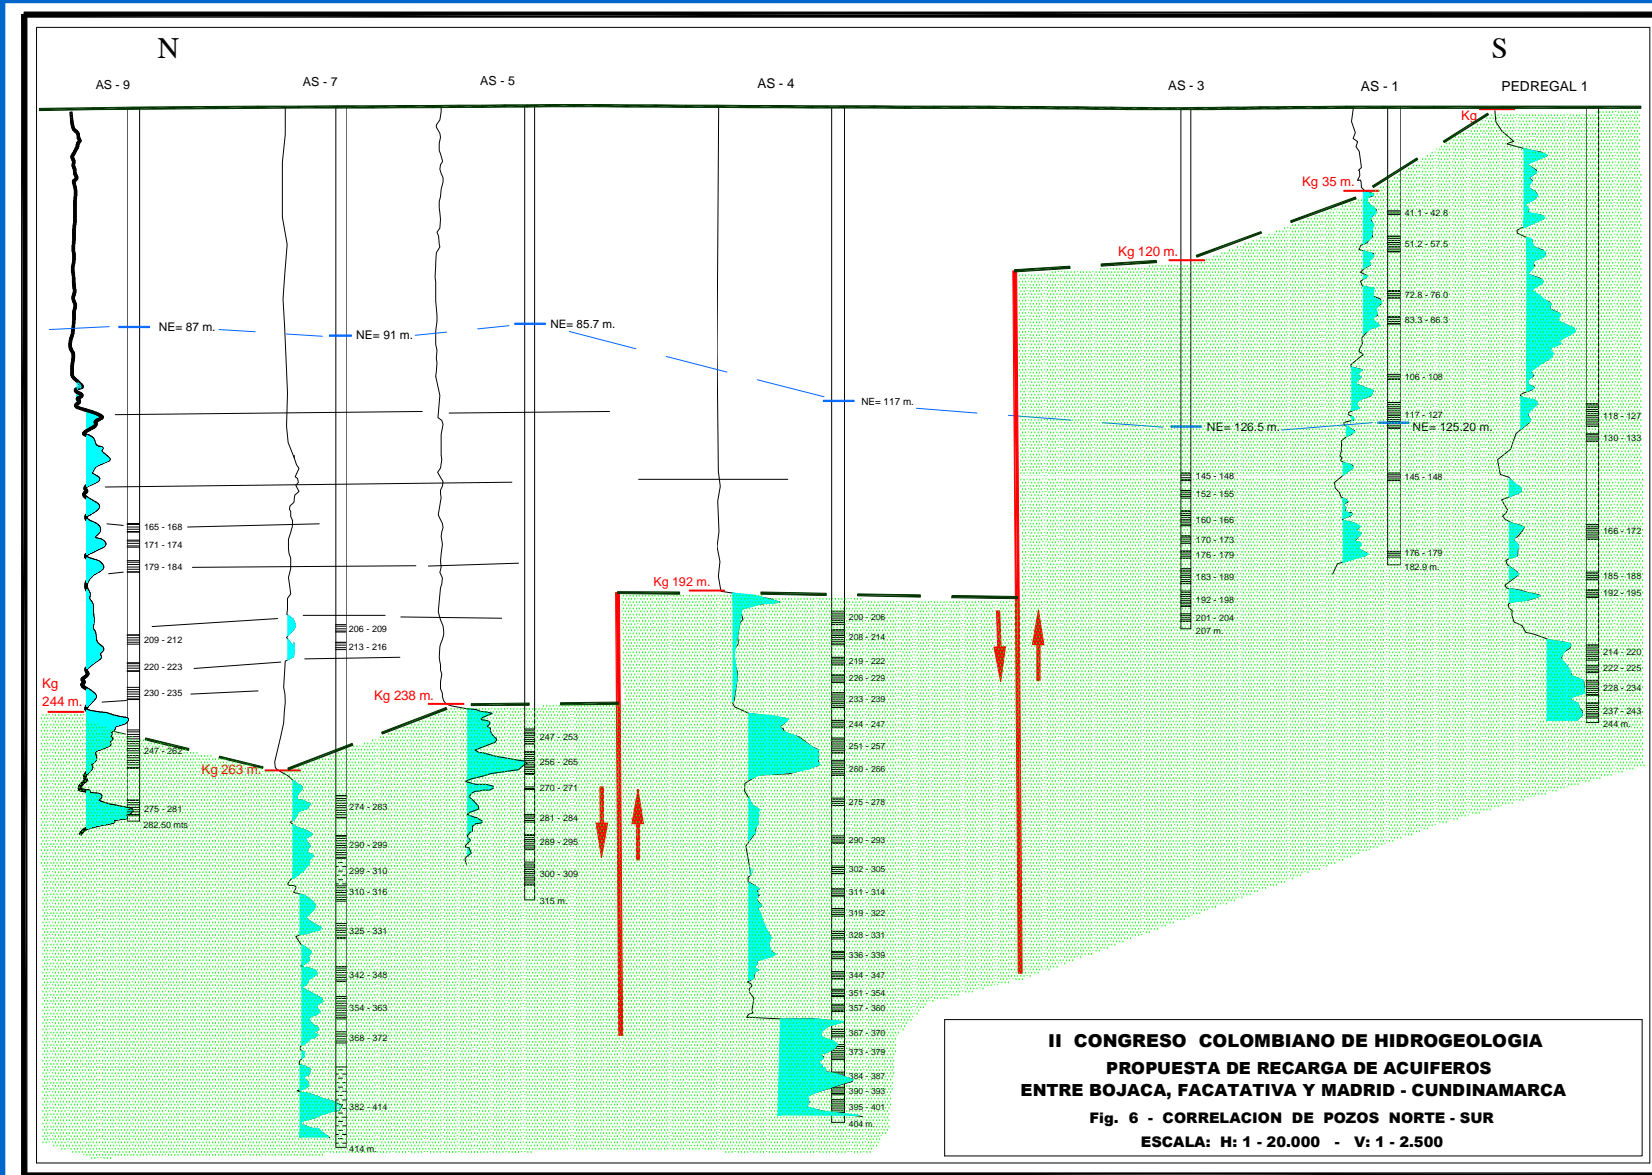 N
S
AS - 9
AS - 7
AS - 5
AS - 4
AS - 3
AS - 1
PEDREGAL 1
Kg
Kg 35 m.
Kg 120 m.
Kg 192 m.
Kg
244 m.
Kg 238 m.
Kg 263 m.
NE= 87 m.
NE= 91 m.
NE= 85.7 m.
NE= 117 m.
NE= 126.5 m.
NE= 125.20 m.
165 - 168
171 - 174
179 - 184
209 - 212
220 - 223
230 - 235
247 - 262
275 - 281
282.50 mts
206 - 209
213 - 216
274 - 283
290 - 299
299 - 310
310 - 316
325 - 331
342 - 348
354 - 363
368 - 372
382 - 414
414 m.
247 - 253
256 - 265
270 - 271
281 - 284
289 - 295
300 - 309
315 m.
200 - 206
208 - 214
219 - 222
226 - 229
233 - 239
244 - 247
251 - 257
260 - 266
275 - 278
290 - 293
302 - 305
311 - 314
319 - 322
328 - 331
336 - 339
344 - 347
351 - 354
357 - 360
367 - 370
373 - 379
384 - 387
390 - 393
395 - 401
404 m.
145 - 148
152 - 155
160 - 166
170 - 173
176 - 179
183 - 189
192 - 198
201 - 204
207 m.
41.1 - 42.8
51.2 - 57.5
72.8 - 76.0
83.3 - 86.3
106 - 108
117 - 127
145 - 148
176 - 179
182.9 m.
118 - 127
130 - 133
166 - 172
185 - 188
192 - 195
214 - 220
222 - 225
228 - 234
237 - 243
244 m.
II CONGRESO COLOMBIANO DE HIDROGEOLOGIA
PROPUESTA DE RECARGA DE ACUIFEROS
ENTRE BOJACA, FACATATIVA Y MADRID - CUNDINAMARCA
Fig. 6 - CORRELACION DE POZOS NORTE - SUR
ESCALA: H: 1 - 20.000 - V: 1 - 2.500